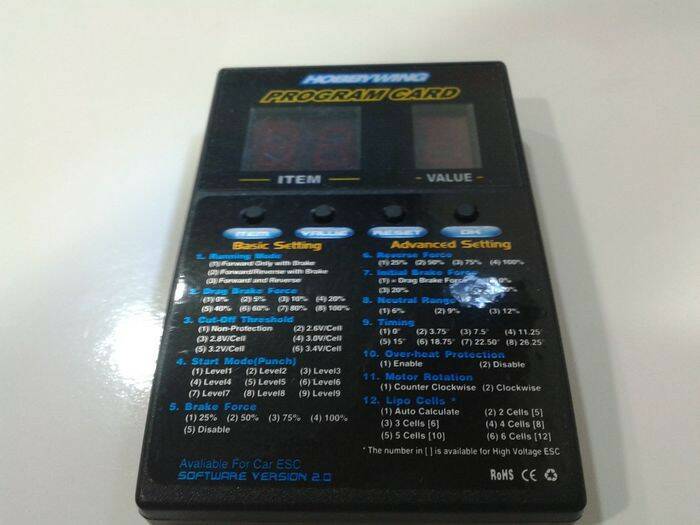 HOBBYWING
PROGRAM CARD
ITEM
VALUE
ITEM VALUE RESET OK
Basic Setting
1. Running Mode
(1) Forward Only with Brake
(2) Forward/Reverse with Brake
(3) Forward and Reverse
2. Drag Brake Force
(1) 0% (2) 5% (3) 10% (4) 20%
(5) 40% (6) 60% (7) 80% (8) 100%
3. Cut-Off Threshold
(1) Non-Protection (2) 2.6V/Cell
(3) 2.8V/Cell (4) 3.0V/Cell
(5) 3.2V/Cell (6) 3.4V/Cell
4. Start Mode(Punch)
(1) Level1 (2) Level2 (3) Level3
(4) Level4 (5) Level5 (6) Level6
(7) Level7 (8) Level8 (9) Level9
5. Brake Force
(1) 25% (2) 50% (3) 75% (4) 100%
(5) Disable
Avaliable For Car ESC
SOFTWARE VERSION 2.0
Advanced Setting
6. Reverse Force
(1) 25% (2) 50% (3) 75% (4) 100%
7. Initial Brake Force
(1) = Drag Brake Force
(3) 20%
8. Neutral Range
(1) 6% (2) 9% (3) 12%
9. Timing
(1) 0° (2) 3.75° (3) 7.5° (4) 11.25°
(5) 15° (6) 18.75° (7) 22.50° (8) 26.25°
10. Over-heat Protection
(1) Enable (2) Disable
11. Motor Rotation
(1) Counter Clockwise (2) Clockwise
12. Lipo Cells *
(1) Auto Calculate (2) 2 Cells [5]
(3) 3 Cells [6] (4) 4 Cells [8]
(5) 5 Cells [10] (6) 6 Cells [12]
* The number in [ ] is available for High Voltage ESC
RoHS CE